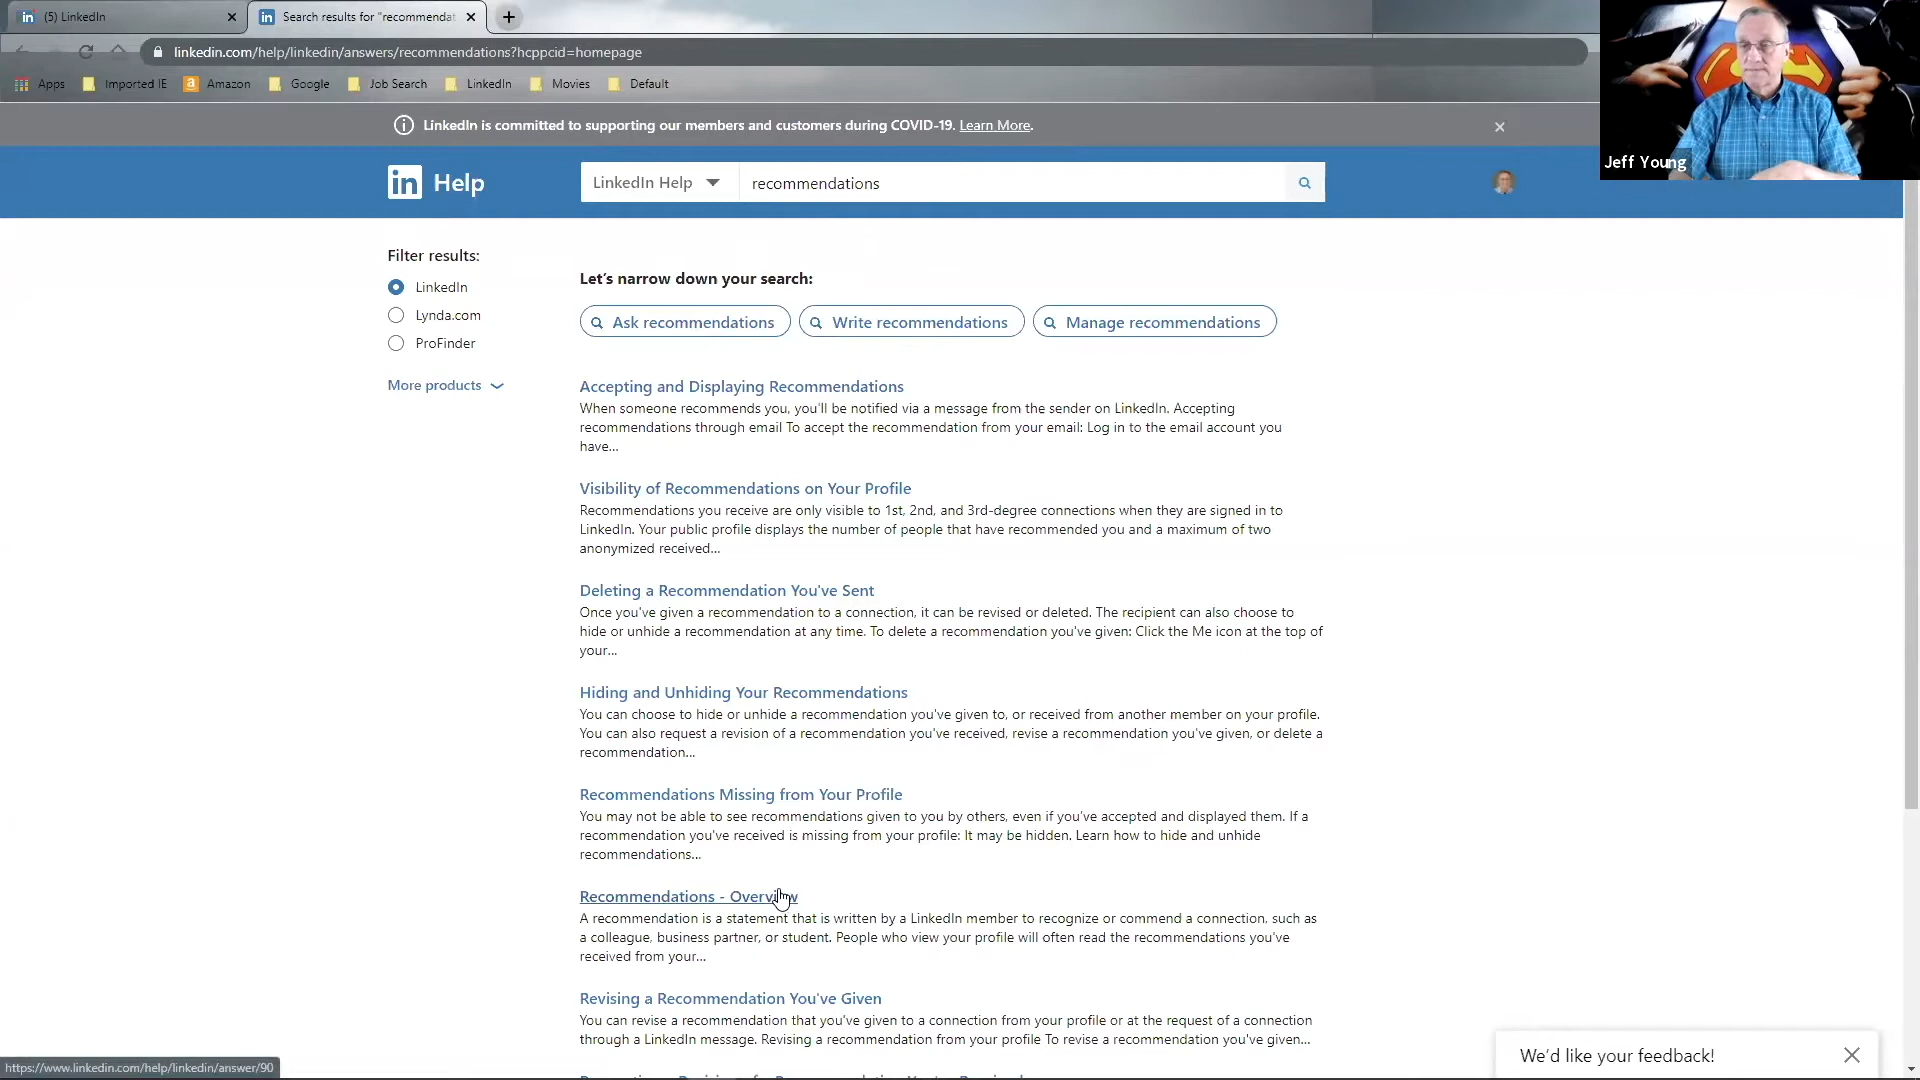 (5) LinkedIn
Search results for "recommendat
linkedin.com/help/linkedin/answers/recommendations?hcppcid=homepage
Apps Imported IE Amazon Google Job Search LinkedIn Movies Default
LinkedIn is committed to supporting our members and customers during COVID-19. Learn More.
Jeff Young
in Help
LinkedIn Help
recommendations
Filter results:
LinkedIn
Lynda.com
ProFinder
More products
Let's narrow down your search:
Ask recommendations
Write recommendations
Manage recommendations
Accepting and Displaying Recommendations
When someone recommends you, you'll be notified via a message from the sender on LinkedIn. Accepting
recommendations through email To accept the recommendation from your email: Log in to the email account you
have...
Visibility of Recommendations on Your Profile
Recommendations you receive are only visible to 1st, 2nd, and 3rd-degree connections when they are signed in to
LinkedIn. Your public profile displays the number of people that have recommended you and a maximum of two
anonymized received...
Deleting a Recommendation You've Sent
Once you've given a recommendation to a connection, it can be revised or deleted. The recipient can also choose to
hide or unhide a recommendation at any time. To delete a recommendation you've given: Click the Me icon at the top of
your...
Hiding and Unhiding Your Recommendations
You can choose to hide or unhide a recommendation you've given to, or received from another member on your profile.
You can also request a revision of a recommendation you've received, revise a recommendation you've given, or delete a
recommendation...
Recommendations Missing from Your Profile
You may not be able to see recommendations given to you by others, even if you've accepted and displayed them. If a
recommendation you've received is missing from your profile: It may be hidden. Learn how to hide and unhide
recommendations...
Recommendations - Overview
A recommendation is a statement that is written by a LinkedIn member to recognize or commend a connection, such as
a colleague, business partner, or student. People who view your profile will often read the recommendations you've
received from your...
Revising a Recommendation You've Given
You can revise a recommendation that you've given to a connection from your profile or at the request of a connection
through a LinkedIn message. Revising a recommendation from your profile To revise a recommendation you've given...
We'd like your feedback!
https://www.linkedin.com/help/linkedin/answer/90